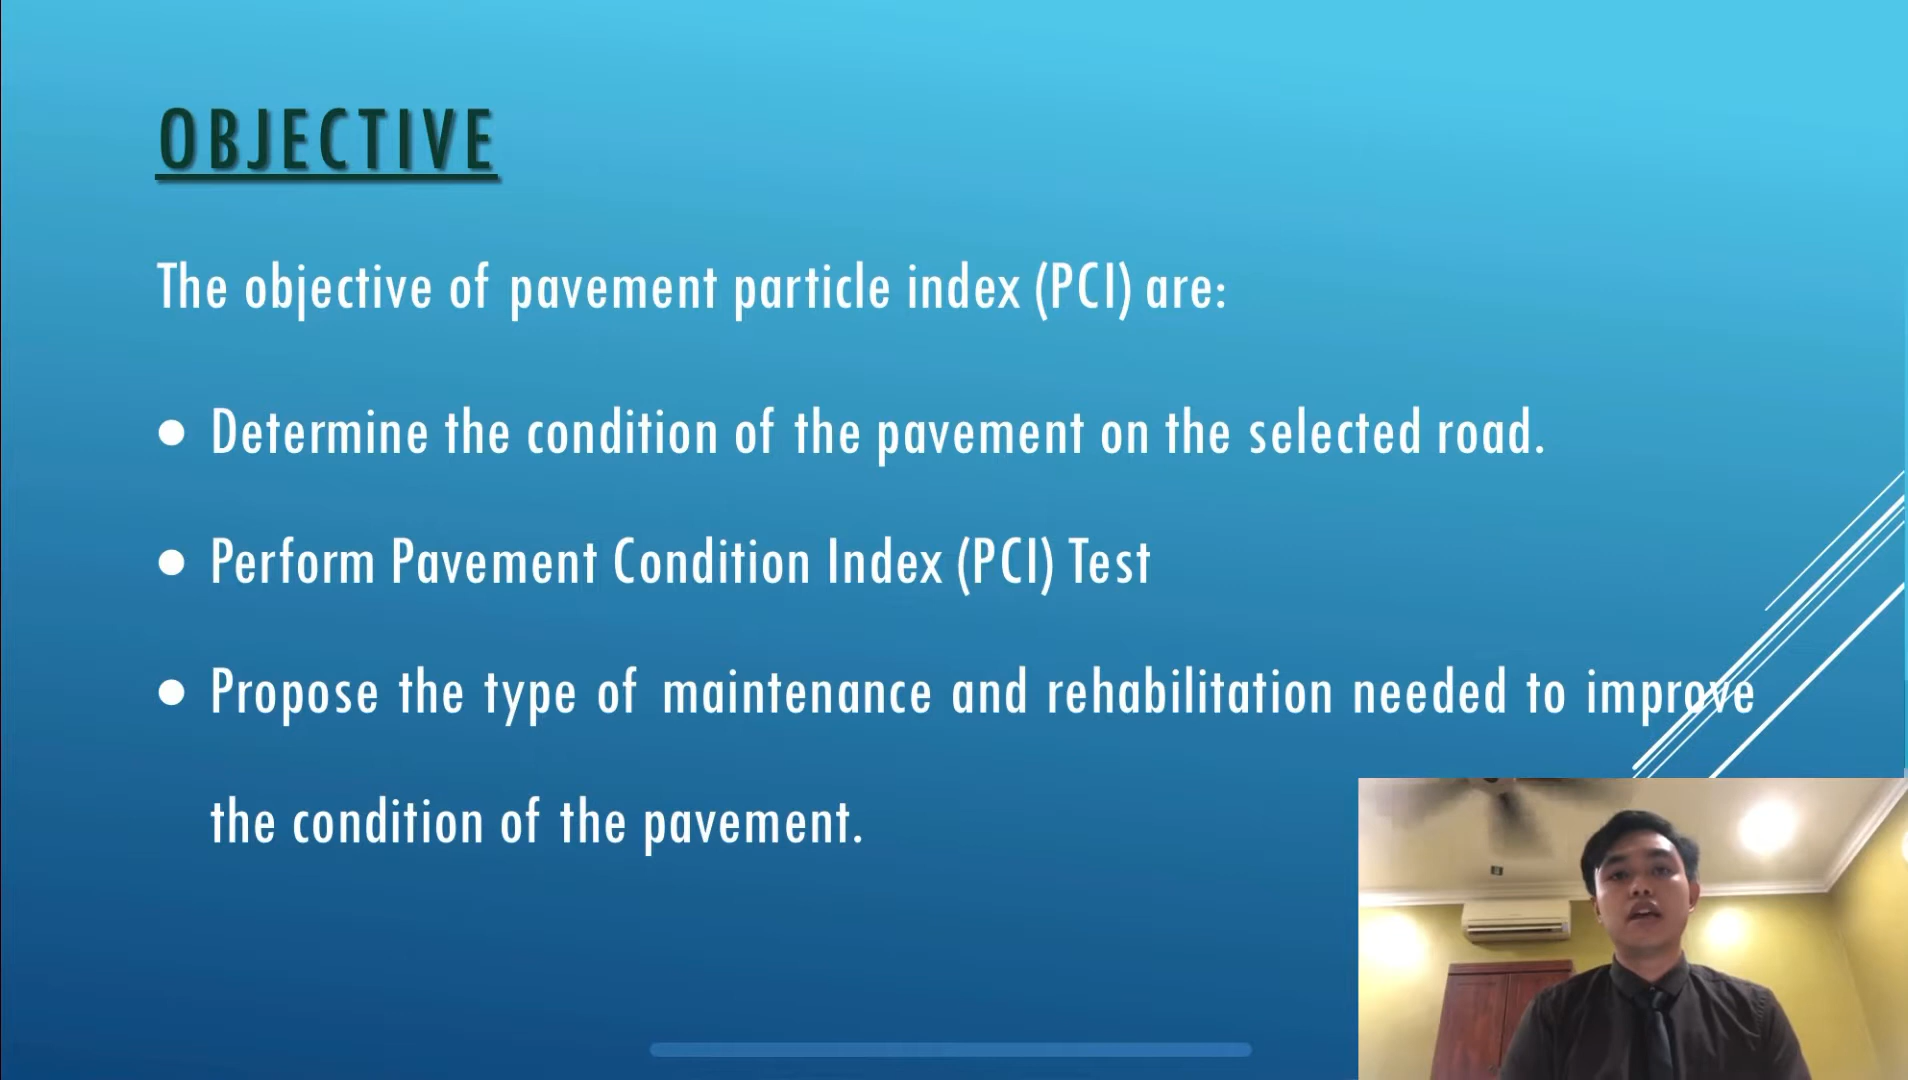 OBJECTIVE
The objective of pavement particle index (PCI) are:
● Determine the condition of the pavement on the selected road.
● Perform Pavement Condition Index (PCI) Test
● Propose the type of maintenance and rehabilitation needed to improve
the condition of the pavement.